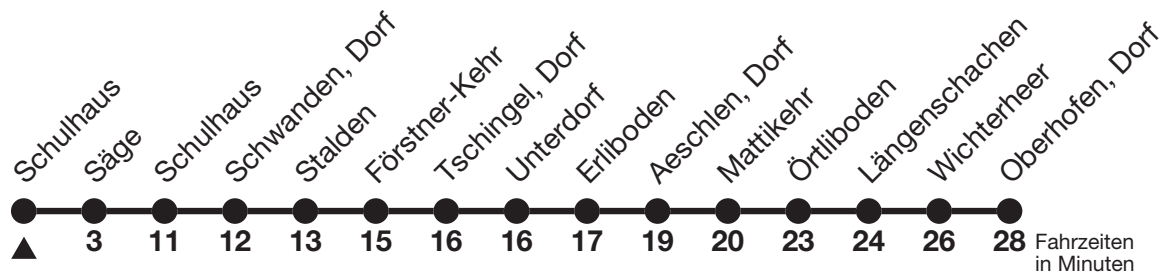 Schulhaus
Säge
Schulhaus
Schwanden, Dorf
Stalden
Förstner-Kehr
Tschingel, Dorf
Unterdorf
Erliboden
Aeschlen, Dorf
Mattikehr
Örtliboden
Längenschachen
Wichterheer
Oberhofen, Dorf
3 11 12 13 15 16 16 17 19 20 23 24 26 28 Fahrzeiten
in Minuten